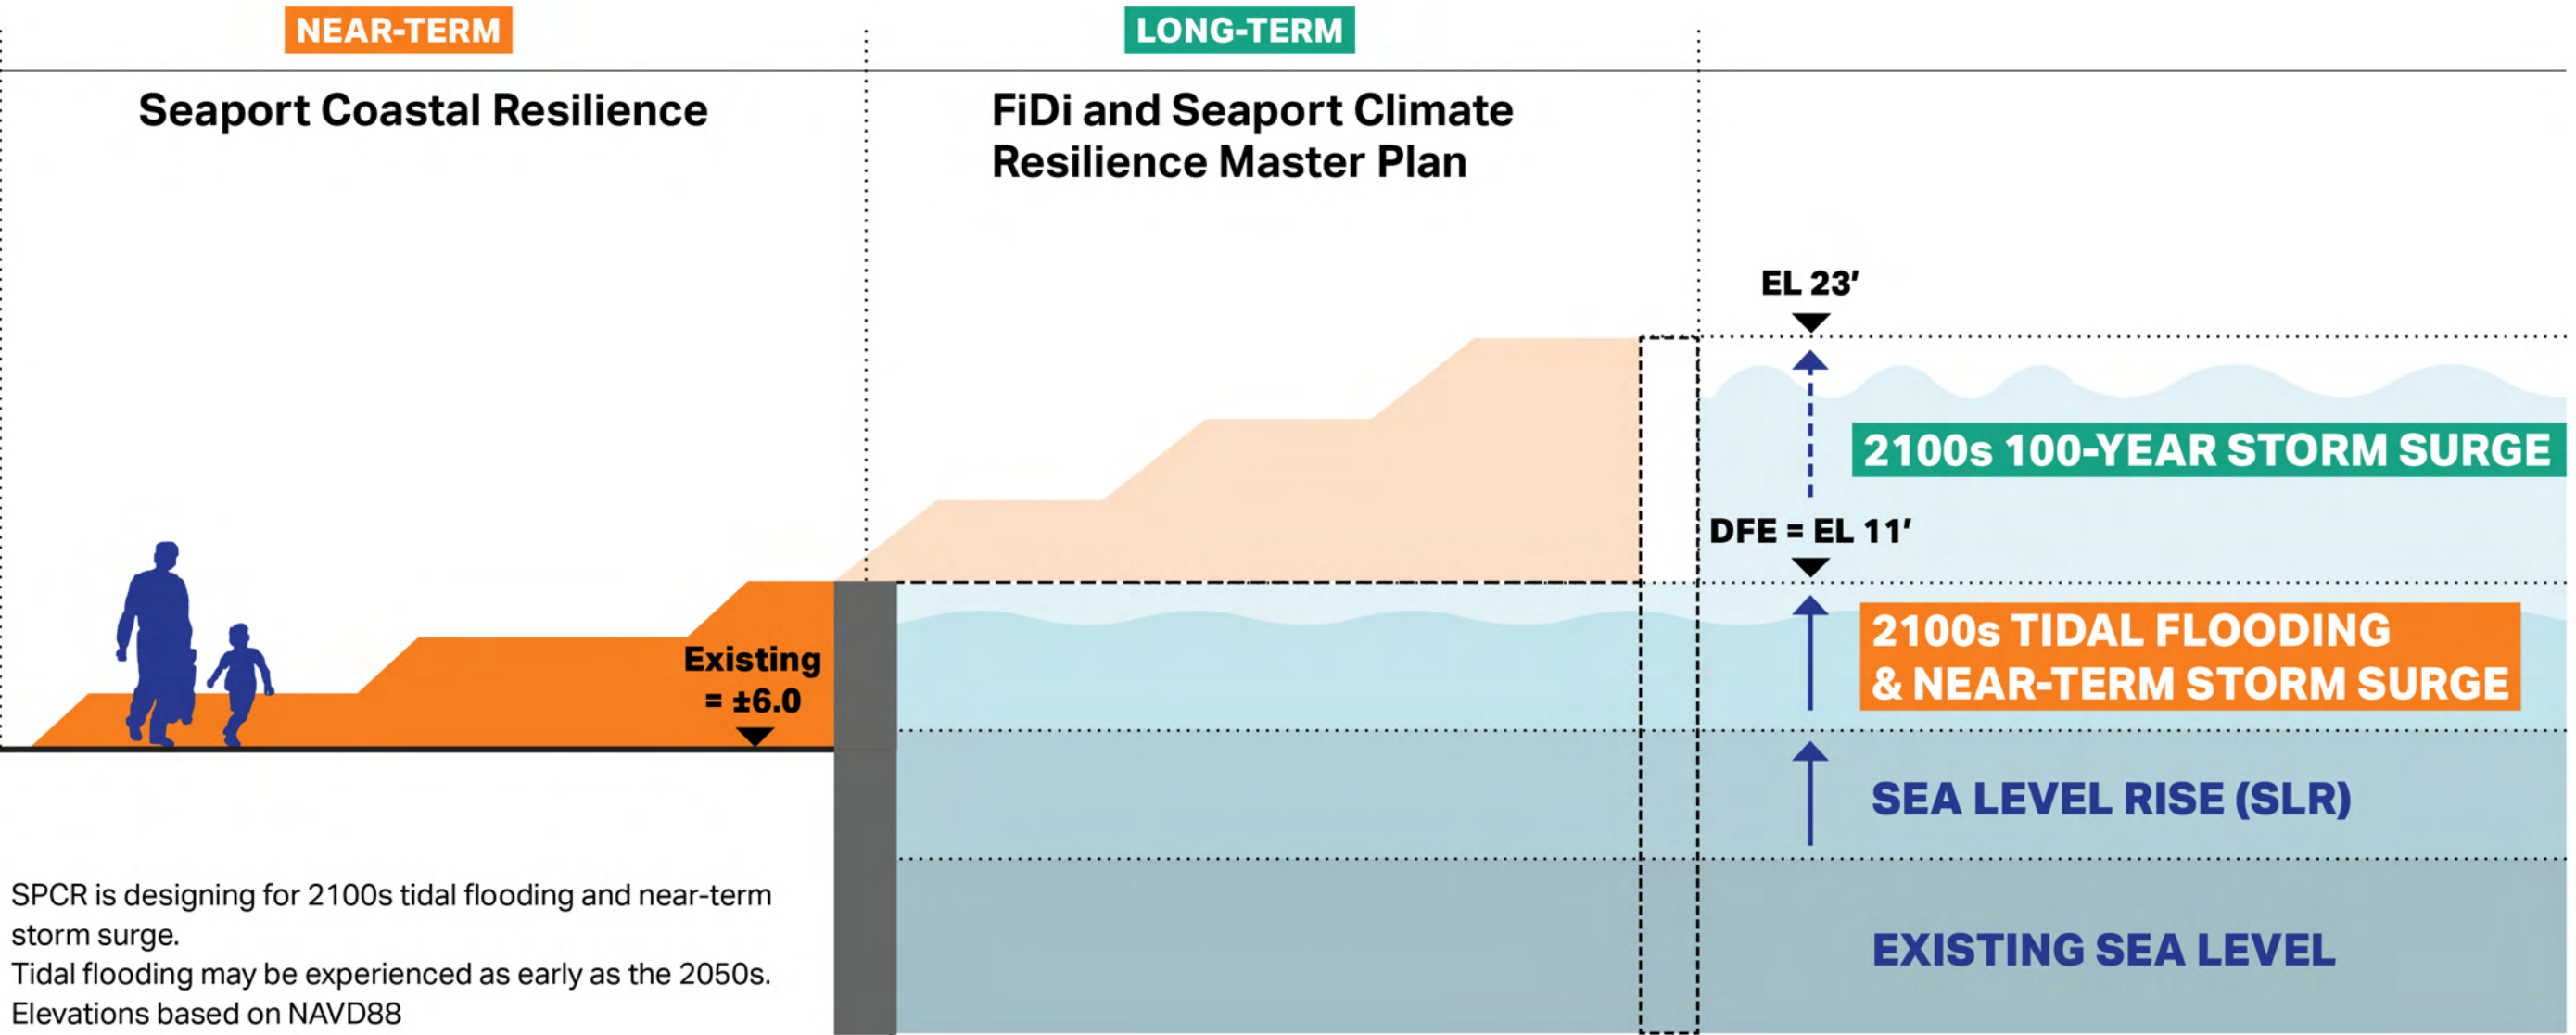 NEAR-TERM
LONG-TERM
Seaport Coastal Resilience
FiDi and Seaport Climate
Resilience Master Plan
EL 23′
2100s 100-YEAR STORM SURGE
DFE = EL 11′
2100s TIDAL FLOODING
& NEAR-TERM STORM SURGE
Existing
= ±6.0
SEA LEVEL RISE (SLR)
EXISTING SEA LEVEL
SPCR is designing for 2100s tidal flooding and near-term
storm surge.
Tidal flooding may be experienced as early as the 2050s.
Elevations based on NAVD88